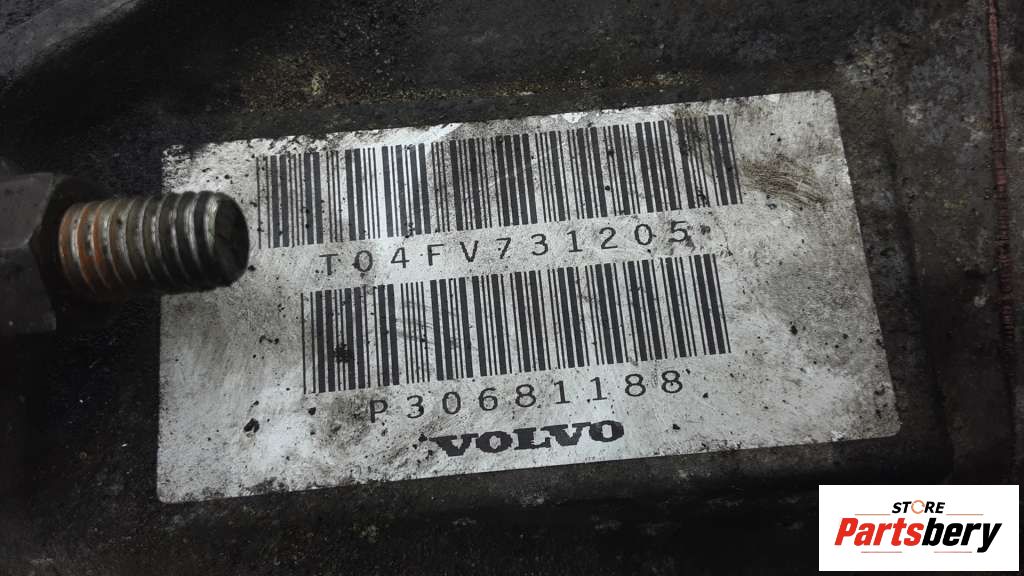 T04FV731205
P30681188
VOLVO
STORE
Partsbery